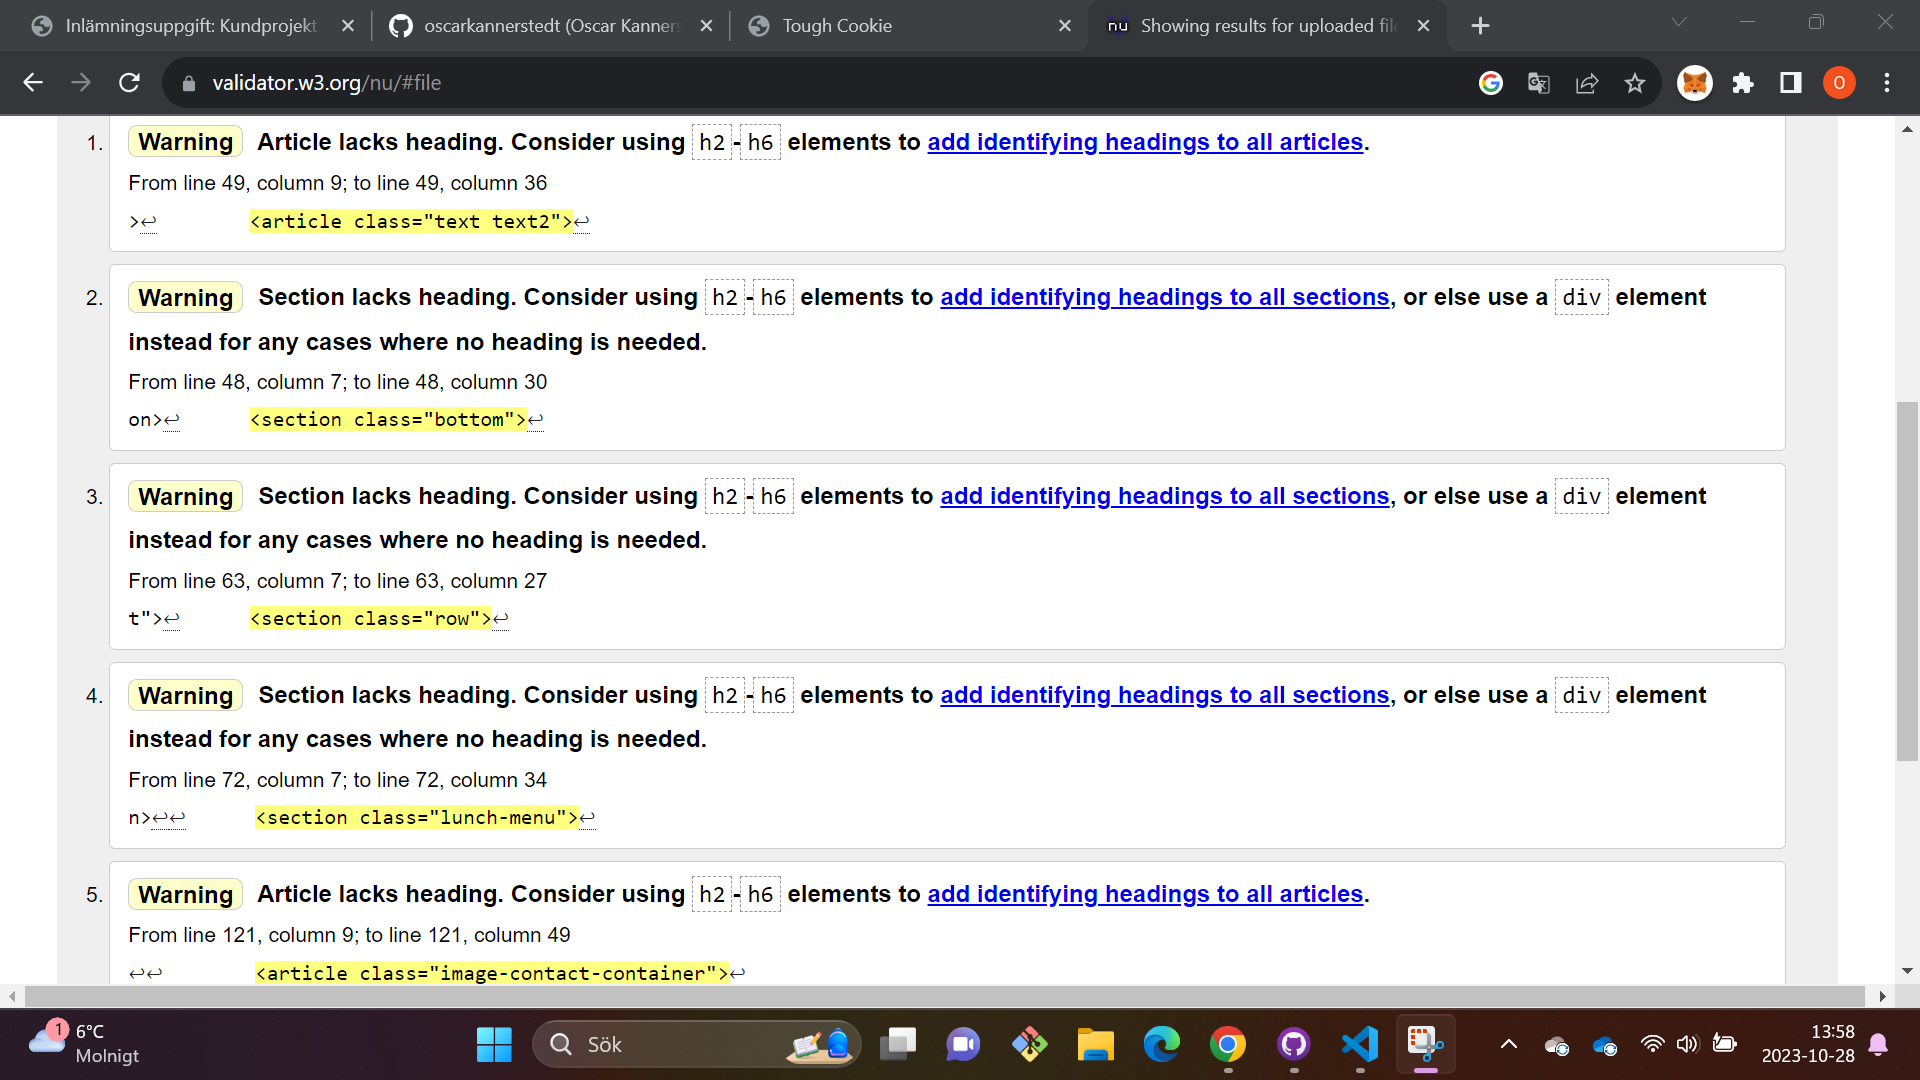 Inlämningsuppgift: Kundprojekt
oscarkannerstedt (Oscar Kanners
Tough Cookie
nu Showing results for uploaded file
validator.w3.org/nu/#file
O
1. Warning Article lacks heading. Consider using h2-h6 elements to add identifying headings to all articles.
From line 49, column 9; to line 49, column 36
>↩ <article class="text text2">↩
2. Warning Section lacks heading. Consider using h2-h6 elements to add identifying headings to all sections, or else use a div element
instead for any cases where no heading is needed.
From line 48, column 7; to line 48, column 30
on>↩ <section class="bottom">↩
3. Warning Section lacks heading. Consider using h2-h6 elements to add identifying headings to all sections, or else use a div element
instead for any cases where no heading is needed.
From line 63, column 7; to line 63, column 27
t">↩ <section class="row">↩
4. Warning Section lacks heading. Consider using h2-h6 elements to add identifying headings to all sections, or else use a div element
instead for any cases where no heading is needed.
From line 72, column 7; to line 72, column 34
n>↩↩ <section class="lunch-menu">↩
5. Warning Article lacks heading. Consider using h2-h6 elements to add identifying headings to all articles.
From line 121, column 9; to line 121, column 49
↩↩ <article class="image-contact-container">↩
1
6°C
Molnigt
Sök
13:58
2023-10-28